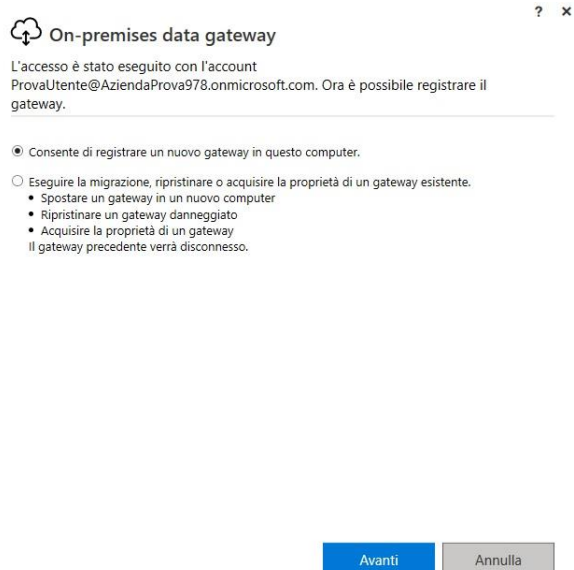 ? ×
On-premises data gateway
L'accesso è stato eseguito con l'account
ProvaUtente@AziendaProva978.onmicrosoft.com. Ora è possibile registrare il
gateway.
Consente di registrare un nuovo gateway in questo computer.
Eseguire la migrazione, ripristinare o acquisire la proprietà di un gateway esistente.
• Spostare un gateway in un nuovo computer
• Ripristinare un gateway danneggiato
• Acquisire la proprietà di un gateway
Il gateway precedente verrà disconnesso.
Avanti Annulla